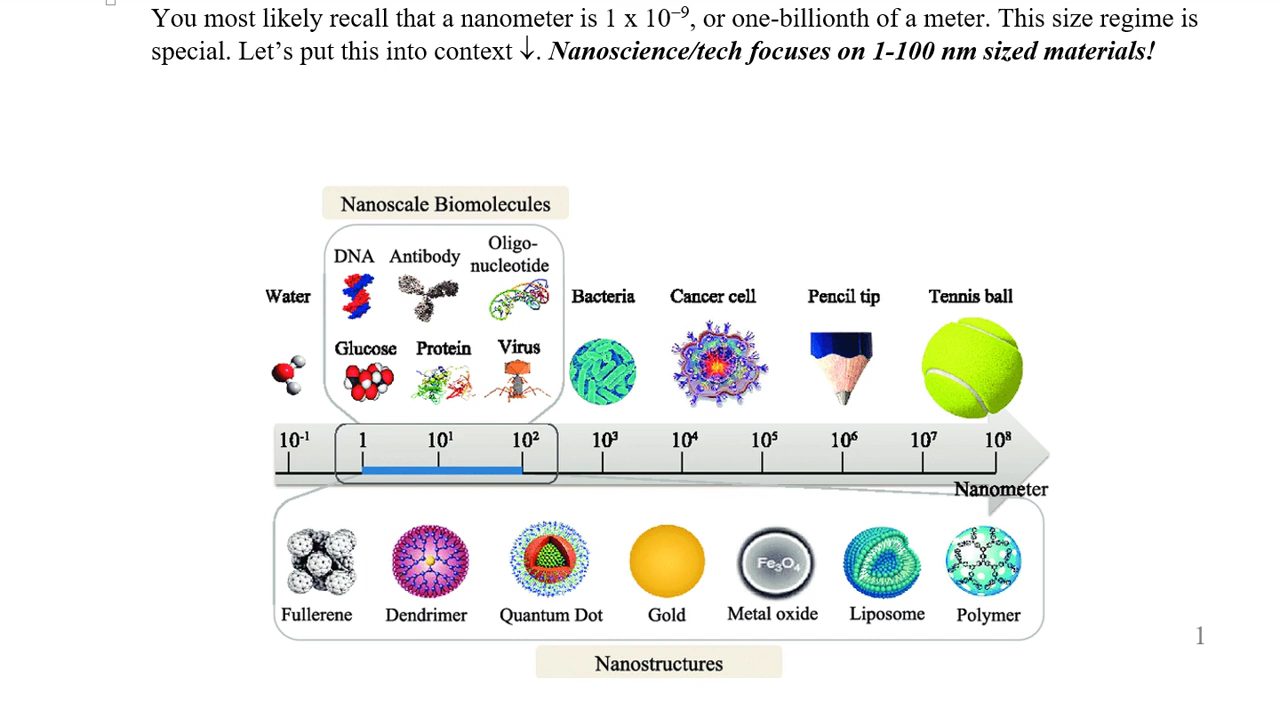 You most likely recall that a nanometer is 1 x 10⁻⁹, or one-billionth of a meter. This size regime is
special. Let's put this into context ↓. Nanoscience/tech focuses on 1-100 nm sized materials!
Nanoscale Biomolecules
DNA Antibody Oligo-
nucleotide
Water Bacteria Cancer cell Pencil tip Tennis ball
Glucose Protein Virus
10⁻¹ 1 10¹ 10² 10³ 10⁴ 10⁵ 10⁶ 10⁷ 10⁸
Nanometer
Fe₃O₄
Fullerene Dendrimer Quantum Dot Gold Metal oxide Liposome Polymer
1
Nanostructures